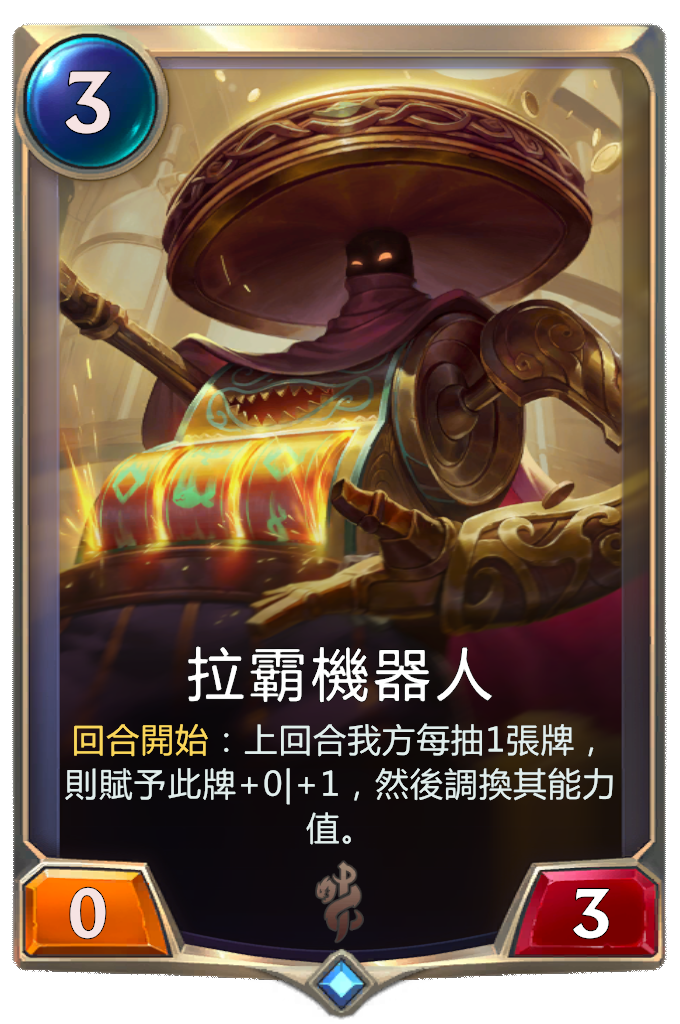 3
拉霸機器人
回合開始：上回合我方每抽1張牌，
則賦予此牌+0|+1，然後調換其能力
值。
0
3